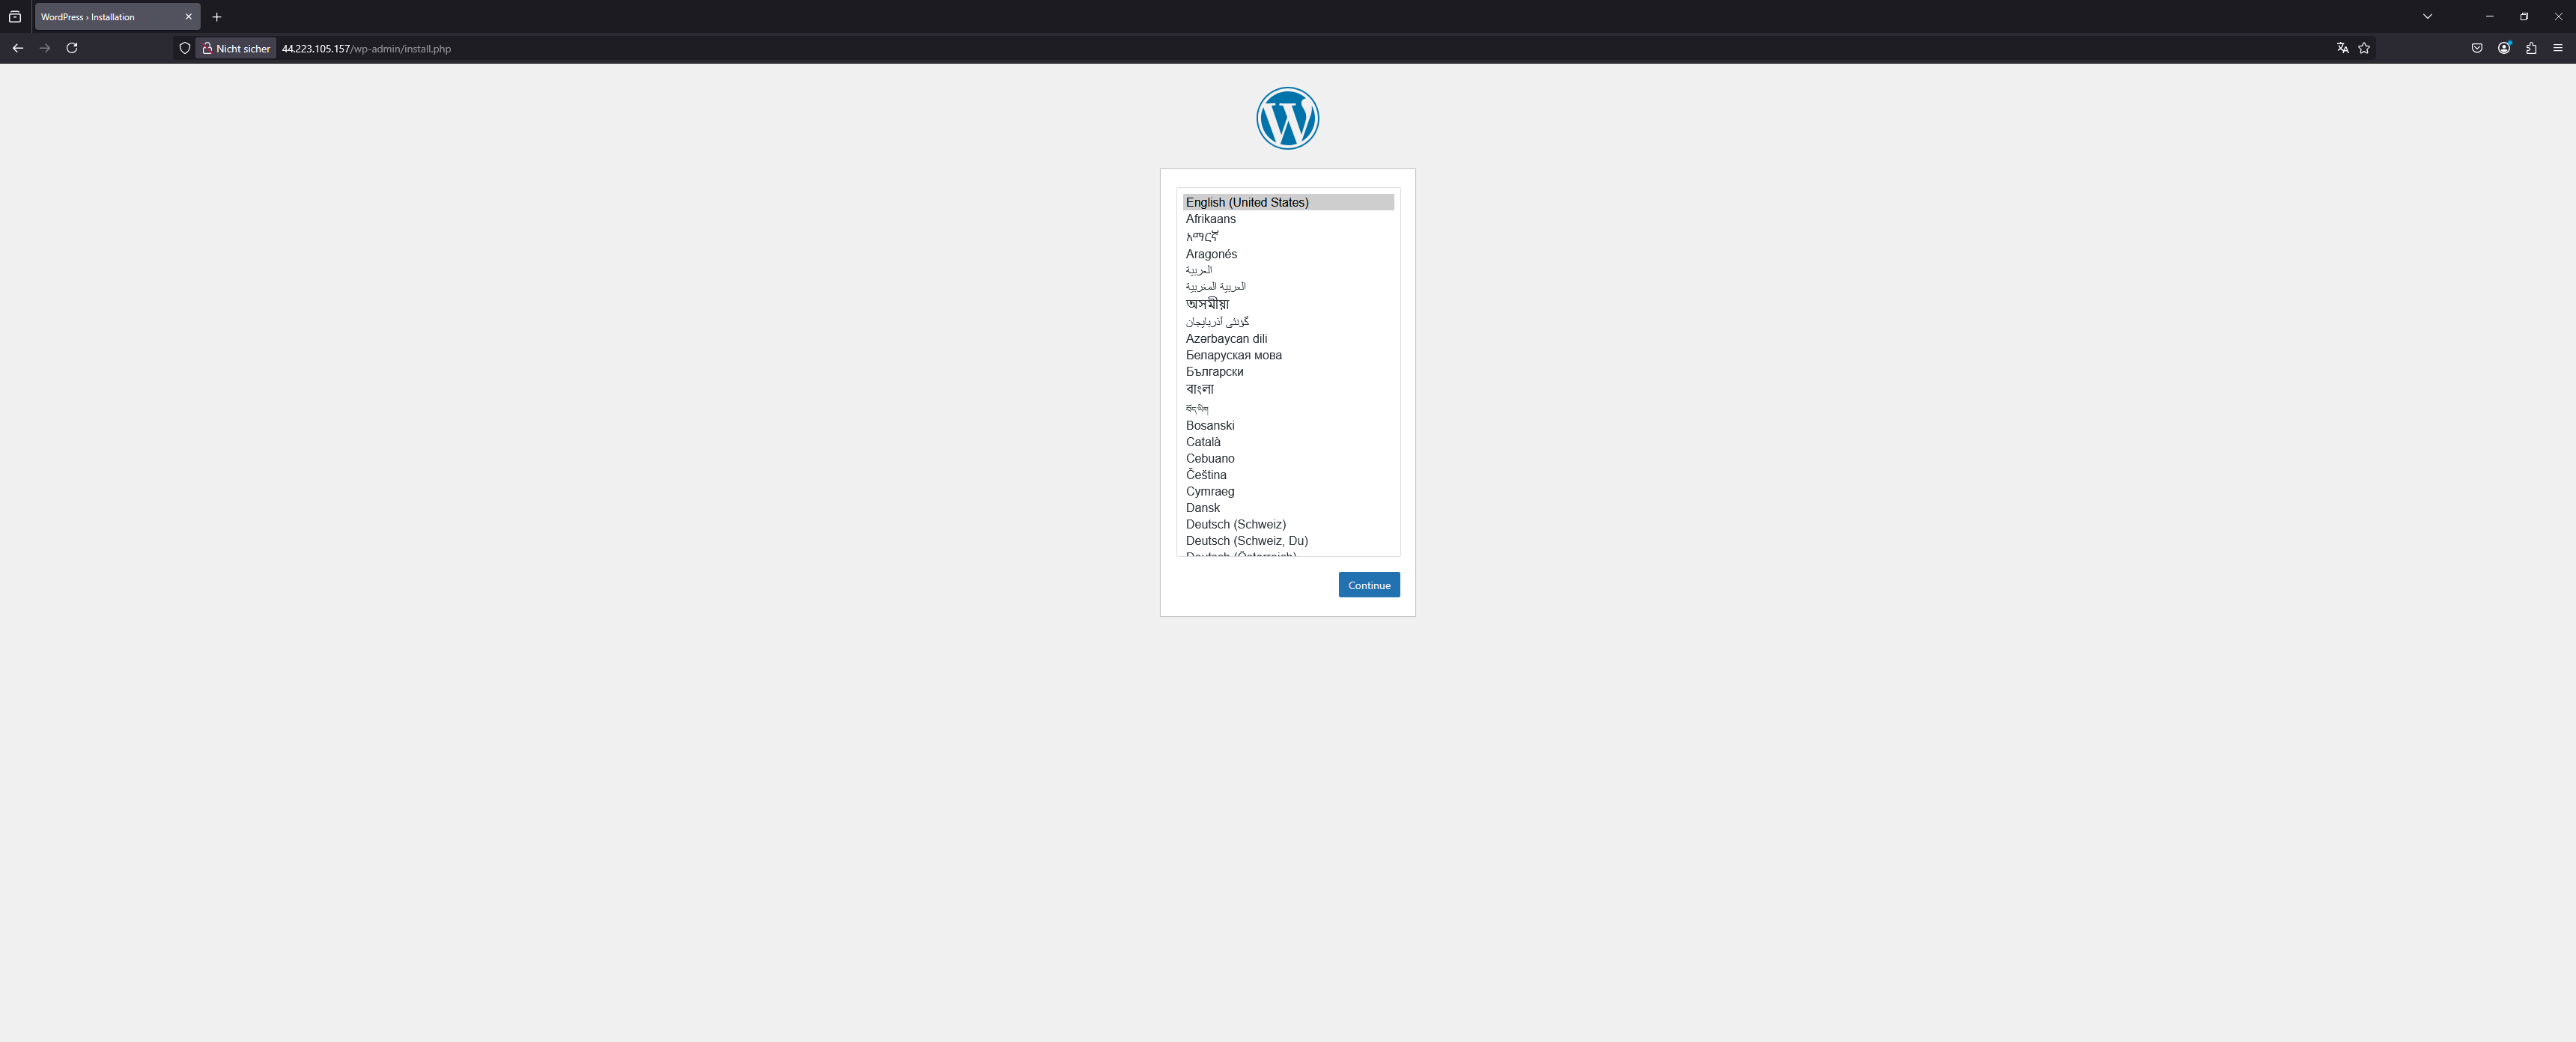 WordPress › Installation
Nicht sicher 44.223.105.157/wp-admin/install.php
English (United States)
Afrikaans
አማርኛ
Aragonés
العربية
العربية المغربية
অসমীয়া
گؤنئی آذربایجان
Azərbaycan dili
Беларуская мова
Български
বাংলা
བོད་ཡིག
Bosanski
Català
Cebuano
Čeština
Cymraeg
Dansk
Deutsch (Schweiz)
Deutsch (Schweiz, Du)
Deutsch (Österreich)
Continue